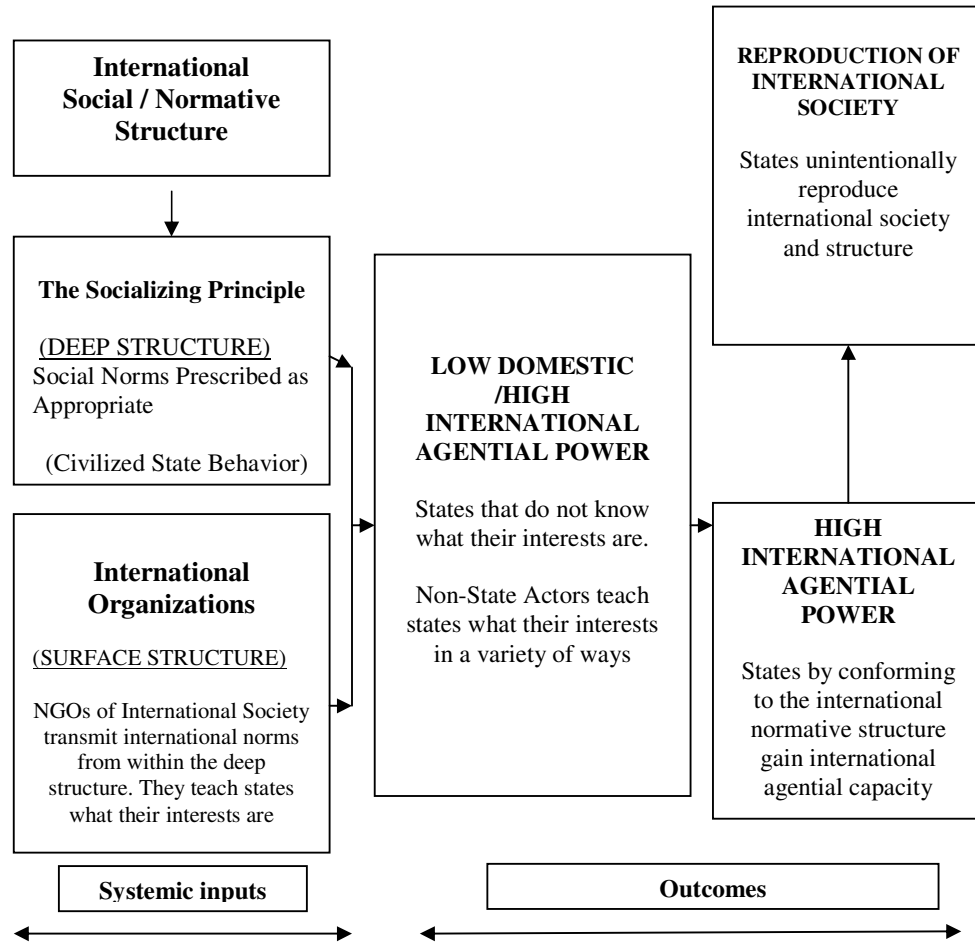 International
Social / Normative
Structure
The Socializing Principle
(DEEP STRUCTURE)
Social Norms Prescribed as
Appropriate
(Civilized State Behavior)
International
Organizations
(SURFACE STRUCTURE)
NGOs of International Society
transmit international norms
from within the deep
structure. They teach states
what their interests are
LOW DOMESTIC
/HIGH
INTERNATIONAL
AGENTIAL POWER
States that do not know
what their interests are.
Non-State Actors teach
states what their interests
in a variety of ways
REPRODUCTION OF
INTERNATIONAL
SOCIETY
States unintentionally
reproduce
international society
and structure
HIGH
INTERNATIONAL
AGENTIAL
POWER
States by conforming
to the international
normative structure
gain international
agential capacity
Systemic inputs
Outcomes